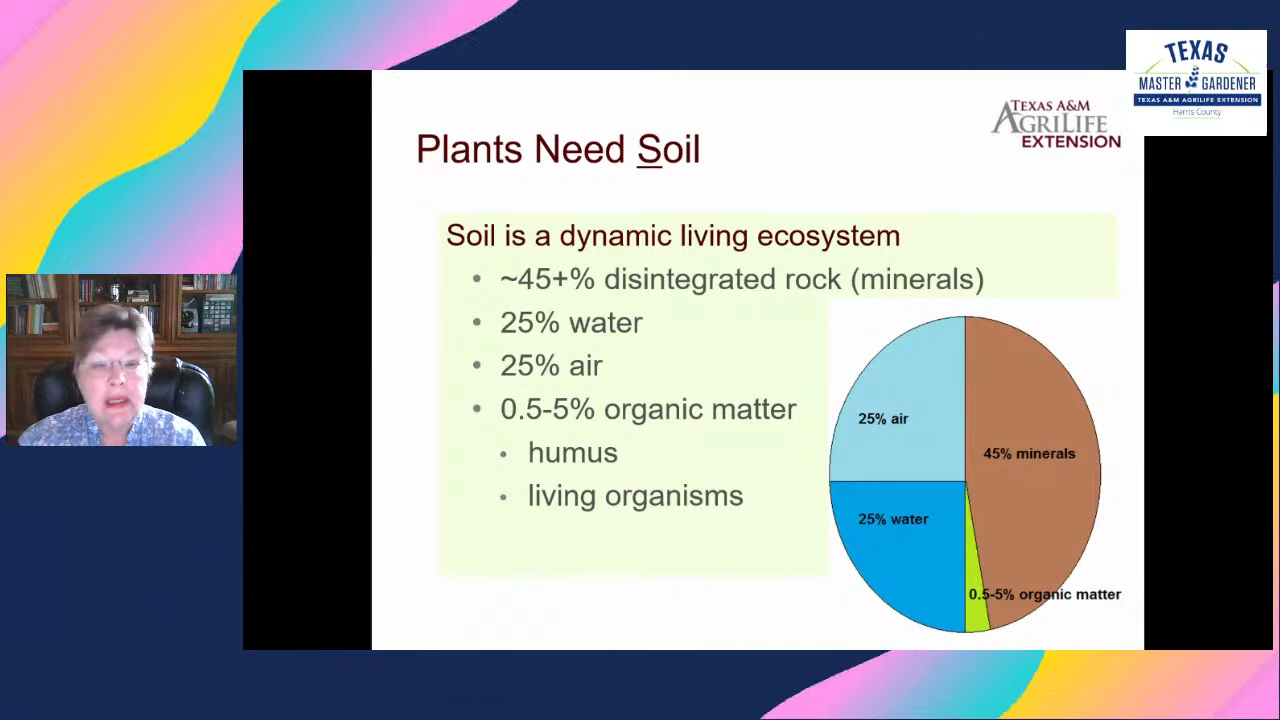 TEXAS
MASTER GARDENER
TEXAS A&M AGRILIFE EXTENSION
Harris County
TEXAS A&M
AGRILIFE
EXTENSION
Plants Need Soil
Soil is a dynamic living ecosystem
• ~45+% disintegrated rock (minerals)
• 25% water
• 25% air
• 0.5-5% organic matter
• humus
• living organisms
25% air
45% minerals
25% water
0.5-5% organic matter